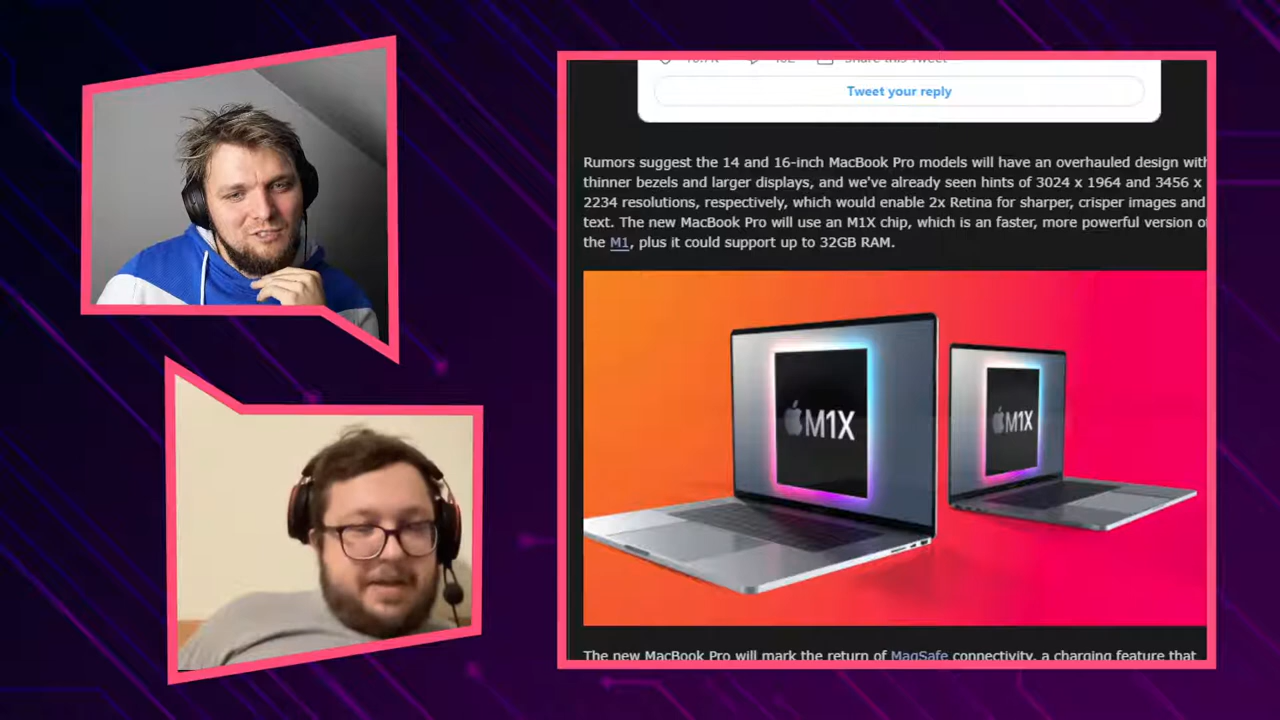 Share this Tweet
Tweet your reply
Rumors suggest the 14 and 16-inch MacBook Pro models will have an overhauled design with
thinner bezels and larger displays, and we've already seen hints of 3024 x 1964 and 3456 x
2234 resolutions, respectively, which would enable 2x Retina for sharper, crisper images and
text. The new MacBook Pro will use an M1X chip, which is an faster, more powerful version of
the M1, plus it could support up to 32GB RAM.
M1X
M1X
The new MacBook Pro will mark the return of MagSafe connectivity, a charging feature that